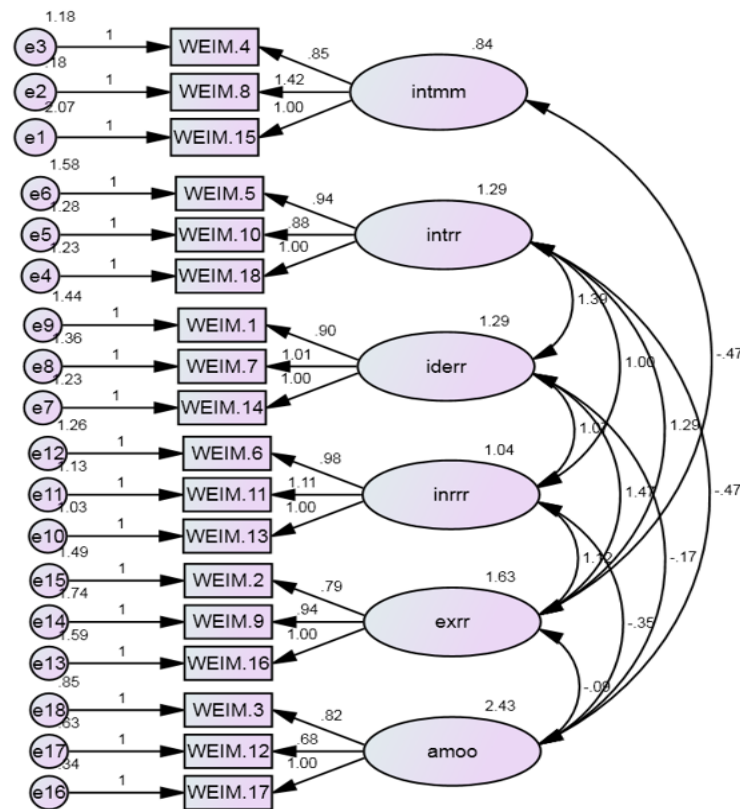 1.18
e3 1 WEIM.4 .85 .84
.18
e2 1 WEIM.8 1.42 intmm
2.07 1.00
e1 1 WEIM.15
1.58
e6 1 WEIM.5 .94 1.29
1.28
e5 1 WEIM.10 .88 intrr
1.23 1.00
e4 1 WEIM.18
1.44 1.39
e9 1 WEIM.1 .90 1.29
1.36
e8 1 WEIM.7 1.01 iderr 1.00 -.47
1.23 1.00
e7 1 WEIM.14
1.26 1.29
e12 1 WEIM.6 .98 1.04
1.13
e11 1 WEIM.11 1.11 inrrr 1.47 -.47
1.03 1.00
e10 1 WEIM.13
1.49 1.12 -.17
e15 1 WEIM.2 .79 1.63
1.74
e14 1 WEIM.9 .94 exrr -.35
1.59 1.00
e13 1 WEIM.16
.85 -.09
e18 1 WEIM.3 .82 2.43
.63
e17 1 WEIM.12 .68 amoo
.34 1.00
e16 1 WEIM.17